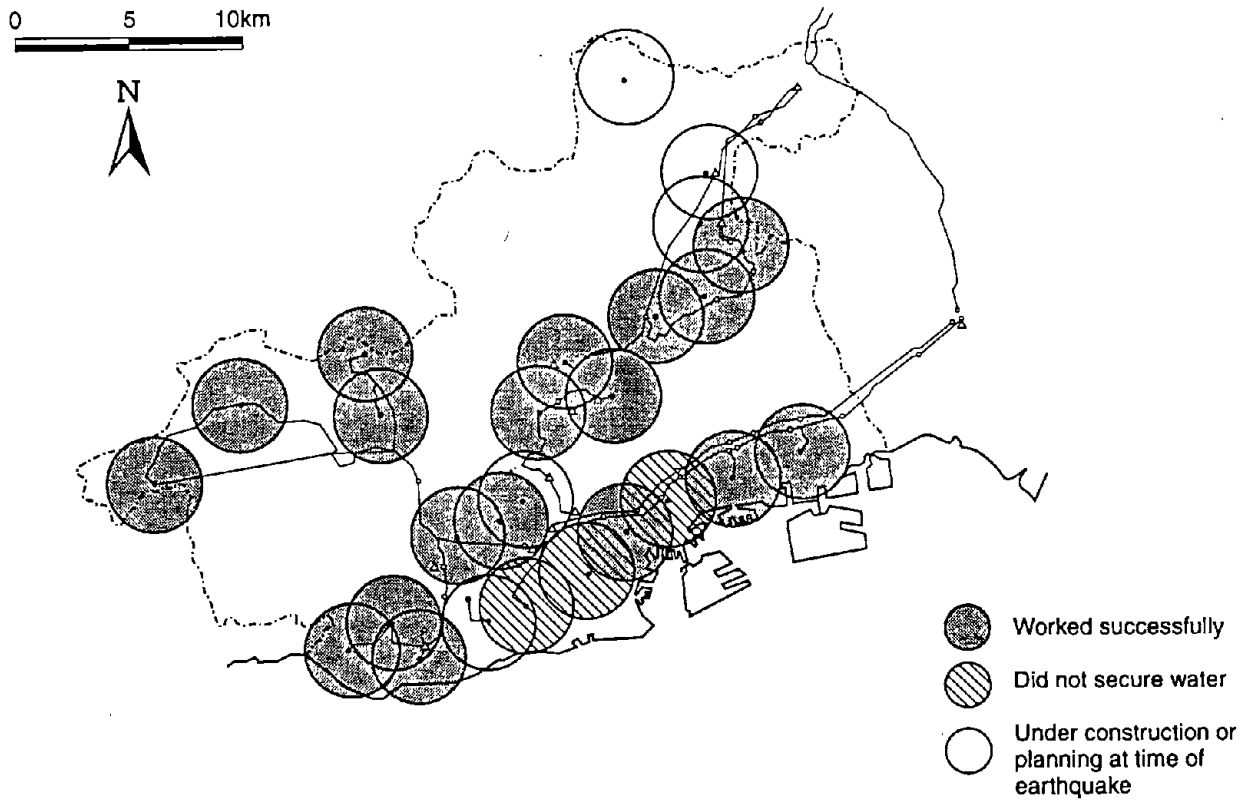 0 5 10km
N
Worked successfully
Did not secure water
Under construction or
planning at time of
earthquake